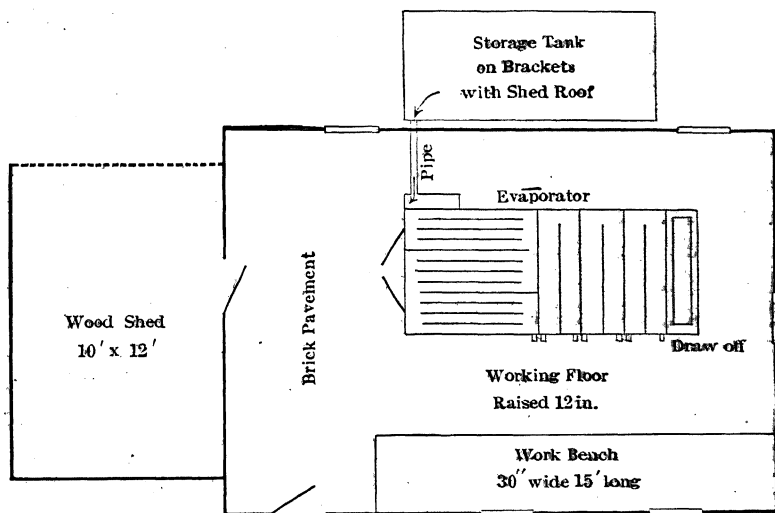 Storage Tank
on Brackets
with Shed Roof
Pipe
Evaporator
Brick Pavement
Wood Shed
10' x 12'
Draw off
Working Floor
Raised 12 in.
Work Bench
30" wide 15' long